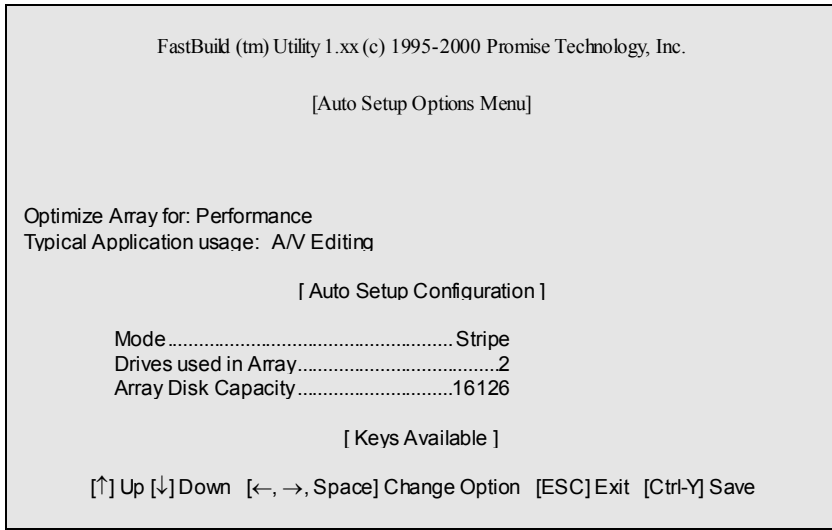 FastBuild (tm) Utility 1.xx (c) 1995-2000 Promise Technology, Inc.
[Auto Setup Options Menu]
Optimize Array for: Performance
Typical Application usage: A/V Editing
[ Auto Setup Configuration ]
Mode....................................................... Stripe
Drives used in Array.......................................2
Array Disk Capacity..............................16126
[ Keys Available ]
[↑] Up [↓] Down [←, →, Space] Change Option [ESC] Exit [Ctrl-Y] Save